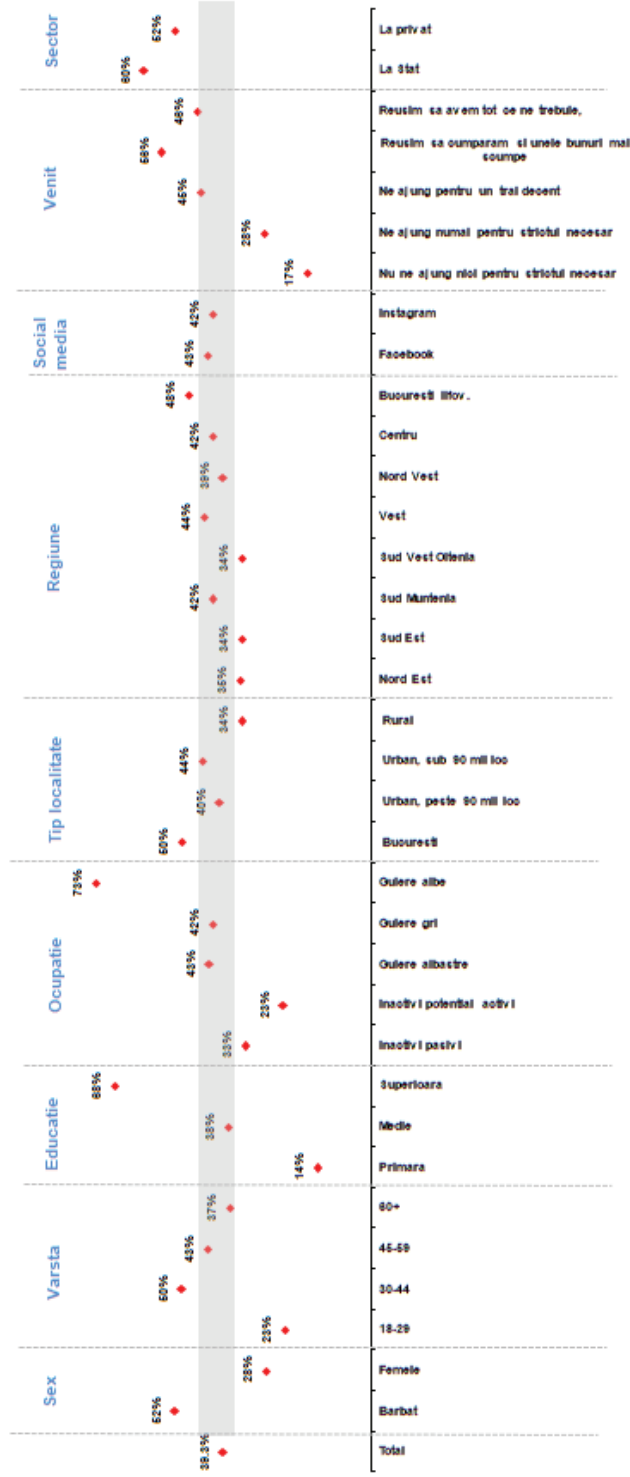 Sector
52%
La privat
60%
La Stat
Venit
46%
Reusim sa avem tot ce ne trebuie,
Reusim sa cumparam si unele bunuri mai
scumpe
45%
Ne ajung pentru un trai decent
28%
Ne ajung numai pentru strictul necesar
17%
Nu ne ajung nici pentru strictul necesar
Social
media
42%
Instagram
43%
Facebook
Regiune
48%
Bucuresti Ilfov.
42%
Centru
39%
Nord Vest
44%
Vest
34%
Sud Vest Oltenia
42%
Sud Muntenia
34%
Sud Est
35%
Nord Est
Tip localitate
34%
Rural
44%
Urban, sub 90 mii loc
40%
Urban, peste 90 mii loc
50%
Bucuresti
Ocupatie
73%
Gulere albe
42%
Gulere gri
43%
Gulere albastre
23%
Inactivi potential activi
33%
Inactivi pasivi
Educatie
68%
Superioara
38%
Medie
14%
Primara
Varsta
37%
60+
43%
45-59
50%
30-44
23%
18-29
Sex
28%
Femeie
52%
Barbat
39.3%
Total